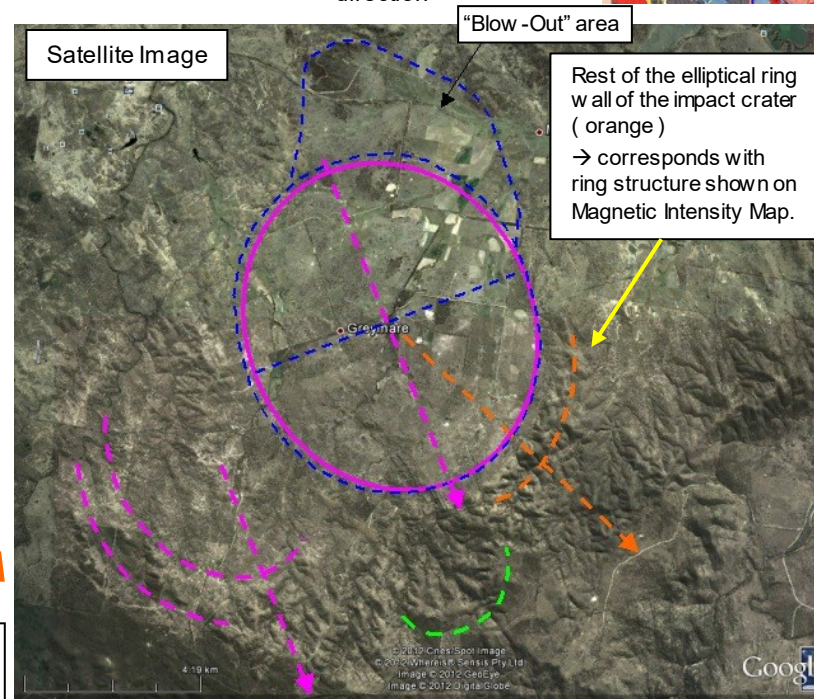 direction
"Blow -Out" area
Satellite Image
Rest of the elliptical ring
wall of the impact crater
( orange )
→ corresponds with
ring structure shown on
Magnetic Intensity Map.
Greymare
© 2012 Cnes/Spot Image
© 2012 Whereis® Sensis Pty Ltd
Image © 2012 GeoEye
Image © 2012 DigitalGlobe
4.19 km